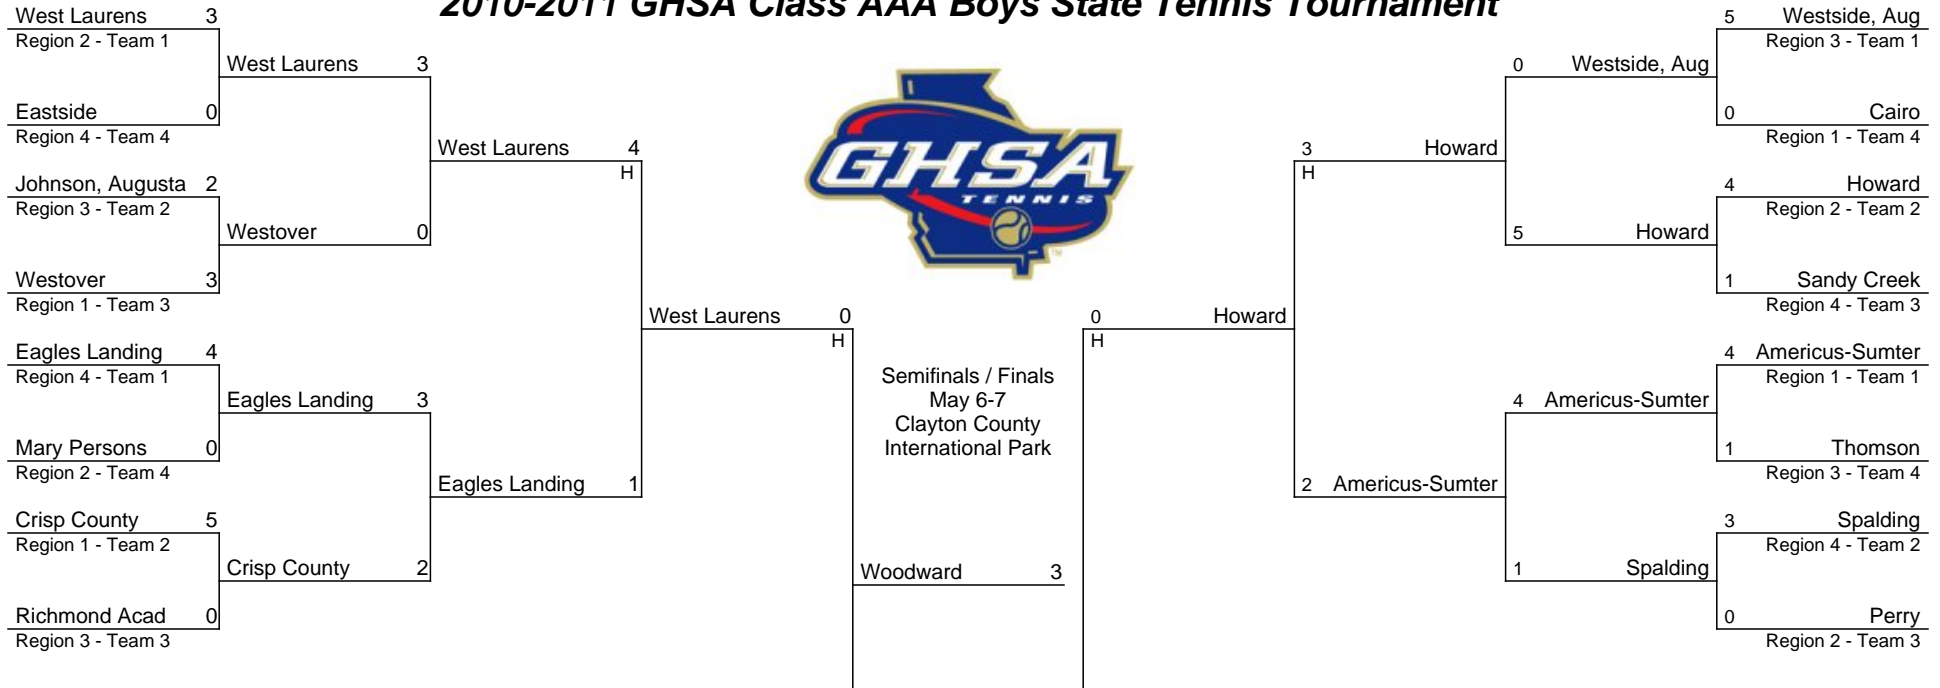 2010-2011 GHSA Class AAA Boys State Tennis Tournament
West Laurens 3
Region 2 - Team 1
West Laurens 3
Eastside 0
Region 4 - Team 4
West Laurens 4
H
Johnson, Augusta 2
Region 3 - Team 2
Westover 0
Westover 3
Region 1 - Team 3
West Laurens 0
H
Eagles Landing 4
Region 4 - Team 1
Eagles Landing 3
Mary Persons 0
Region 2 - Team 4
Eagles Landing 1
Crisp County 5
Region 1 - Team 2
Crisp County 2
Richmond Acad 0
Region 3 - Team 3
GHSA
TENNIS
TM
Semifinals / Finals
May 6-7
Clayton County
International Park
Woodward 3
5 Westside, Aug
Region 3 - Team 1
0 Westside, Aug
0 Cairo
Region 1 - Team 4
3 Howard
H
4 Howard
Region 2 - Team 2
5 Howard
1 Sandy Creek
Region 4 - Team 3
0 Howard
H
4 Americus-Sumter
Region 1 - Team 1
4 Americus-Sumter
1 Thomson
Region 3 - Team 4
2 Americus-Sumter
3 Spalding
Region 4 - Team 2
1 Spalding
0 Perry
Region 2 - Team 3